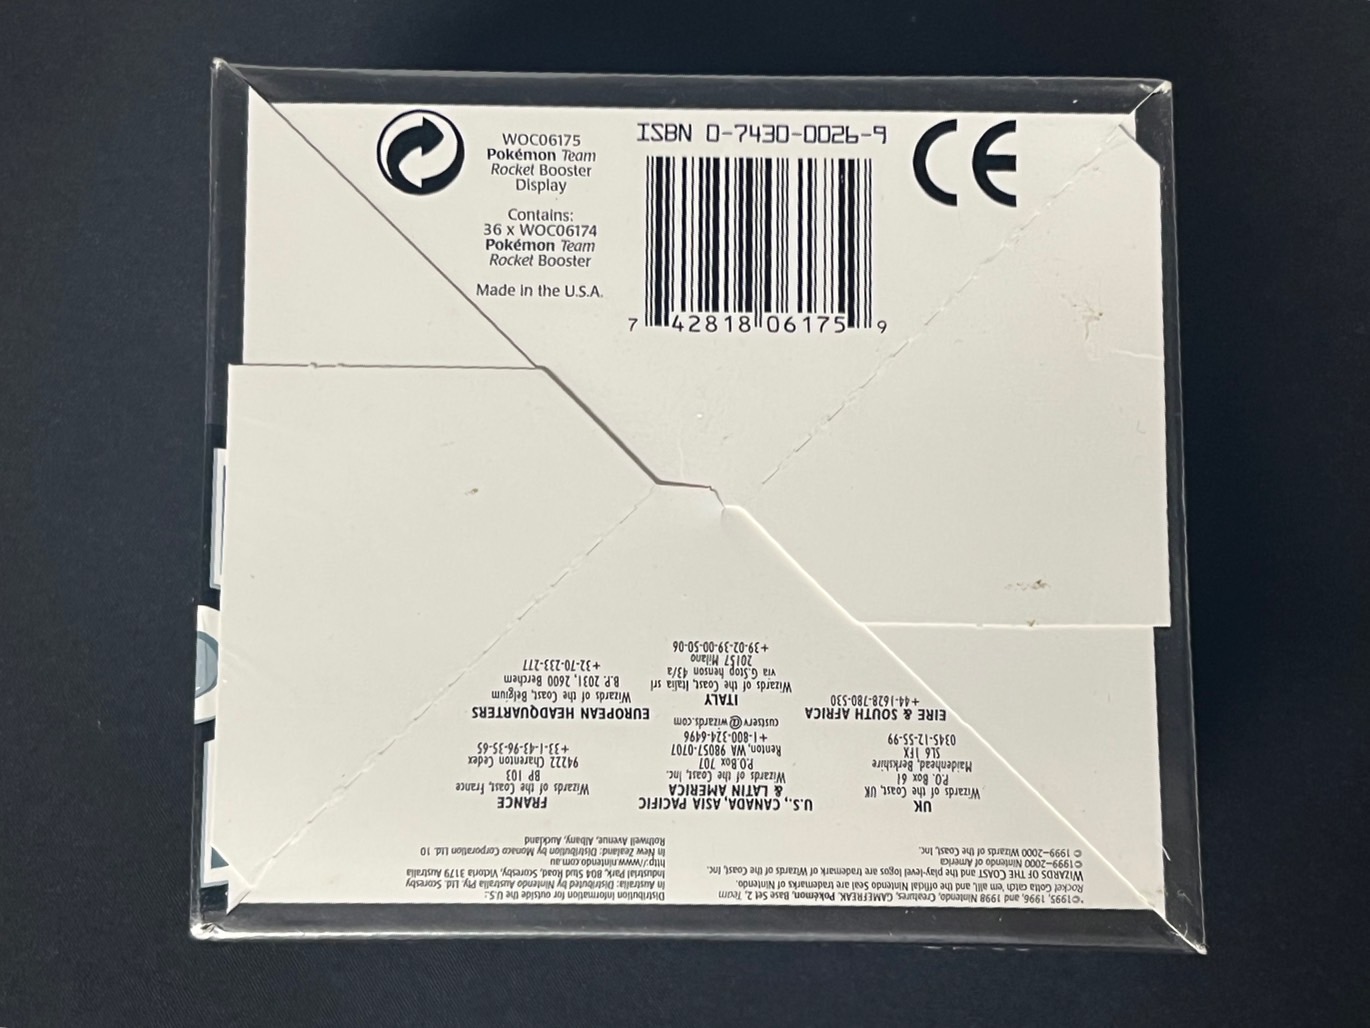 WOC06175
Pokémon Team
Rocket Booster
Display
Contains:
36 x WOC06174
Pokémon Team
Rocket Booster
Made in the U.S.A.
ISBN 0-7430-0026-9
7 42818 06175 9
CE
*©1995, 1996, and 1998 Nintendo, Creatures, GAMEFREAK. Pokémon, Base Set 2, Team
Rocket Gotta catch 'em all!, and the official Nintendo Seal are trademarks of Nintendo.
WIZARDS OF THE COAST and the play-level logos are trademark of Wizards of the Coast, Inc.
©1999–2000 Nintendo of America
© 1999–2000 Wizards of the Coast, Inc.
Distribution information for outside the U.S.:
In Australia: Distributed by Nintendo Australia Pty. Ltd. Scoresby
Industrial Park, 804 Stud Road, Scoresby, Victoria 3179 Australia
http://www.nintendo.com.au
In New Zealand: Distribution by Monaco Corporation Ltd. 10
Rothwell Avenue, Albany, Auckland
UK
Wizards of the Coast, UK
P.O. Box 61
Maidenhead, Berkshire
SL6 1FX
0345-12-55-99
EIRE & SOUTH AFRICA
+44-1628-780-530
U.S., CANADA, ASIA PACIFIC
& LATIN AMERICA
Wizards of the Coast, Inc.
P.O.Box 707
Renton, WA 98057-0707
+1-800-324-6496
custserv@wizards.com
ITALY
Wizards of the Coast, Italia srl
via G.Stop henson 43/a
20157 Milano
+39-02-39-00-50-06
FRANCE
Wizards of the Coast, France
BP 103
94222 Charenton Cedex
+33-1-43-96-35-65
EUROPEAN HEADQUARTERS
Wizards of the Coast, Belgium
B.P. 2031, 2600 Berchem
+32-70-233-277